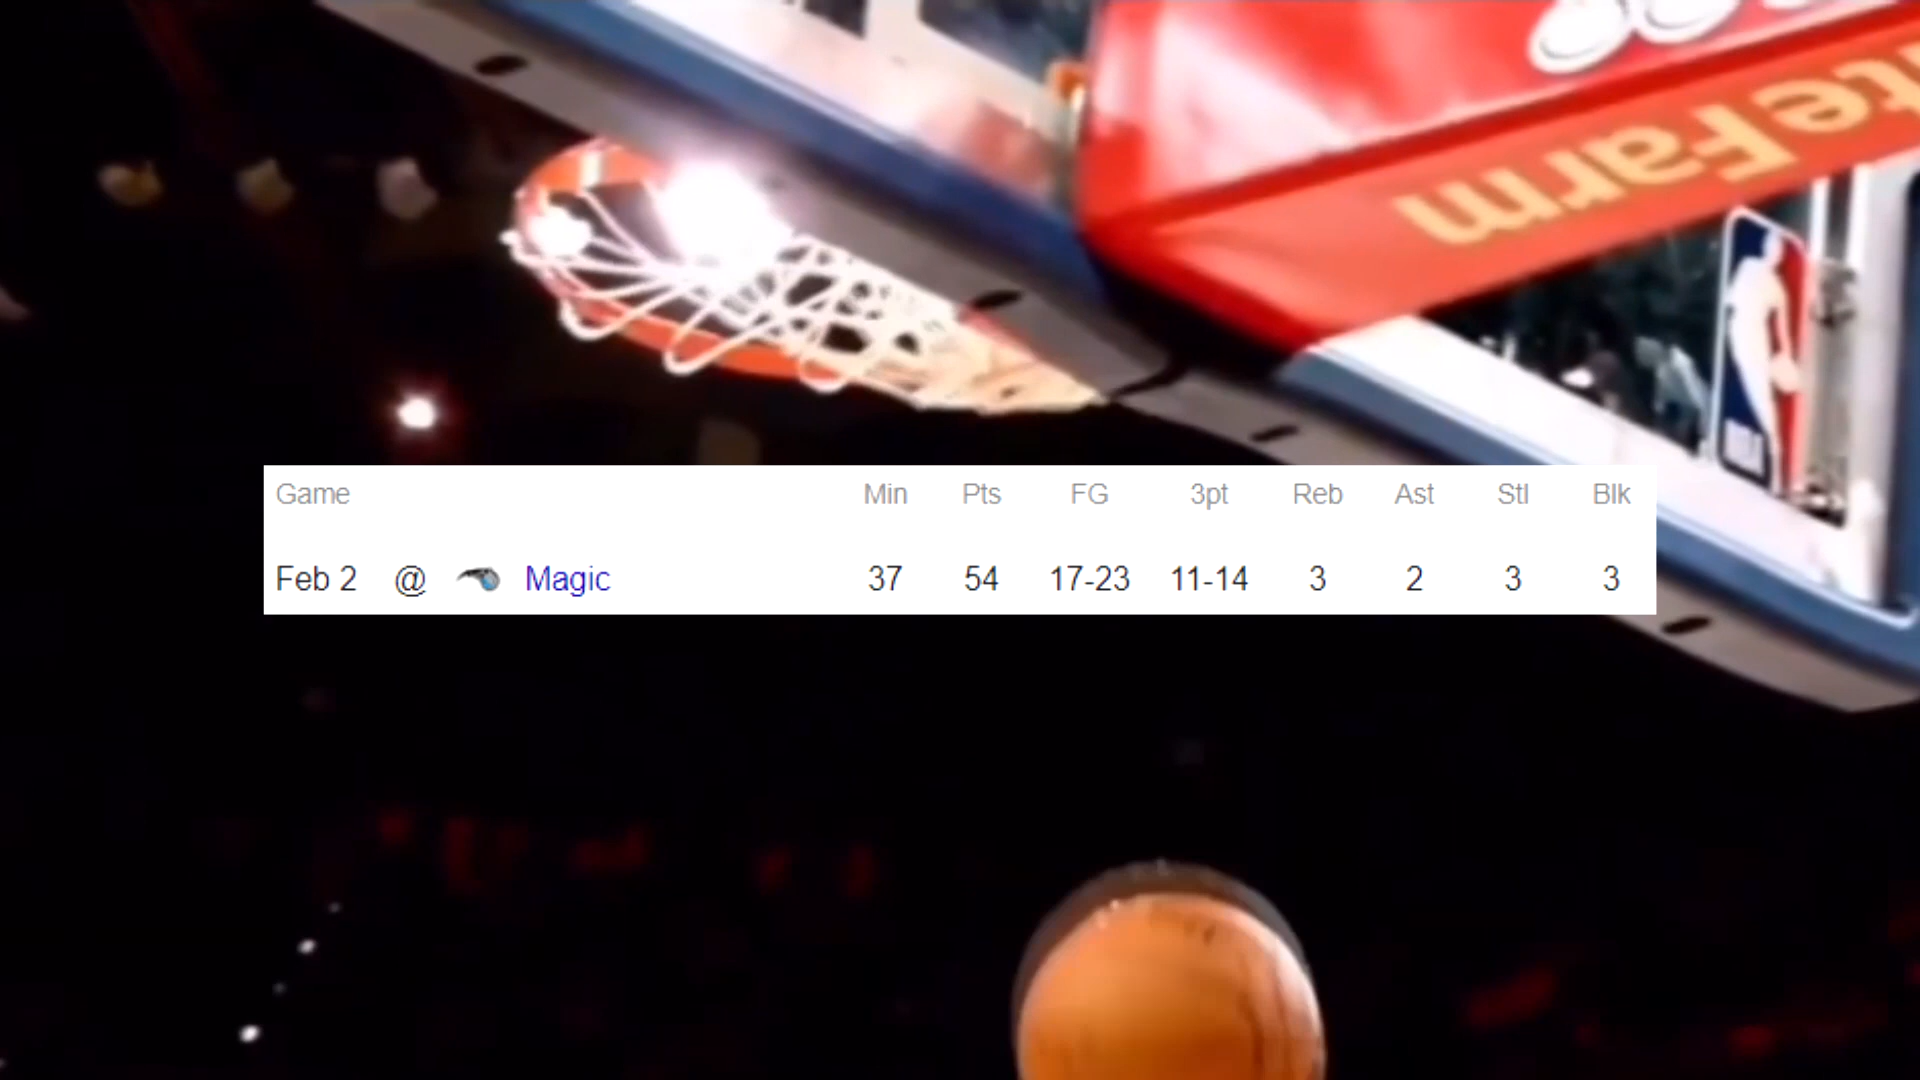 teFarm
Game Min Pts FG 3pt Reb Ast Stl Blk
Feb 2 @ Magic 37 54 17-23 11-14 3 2 3 3